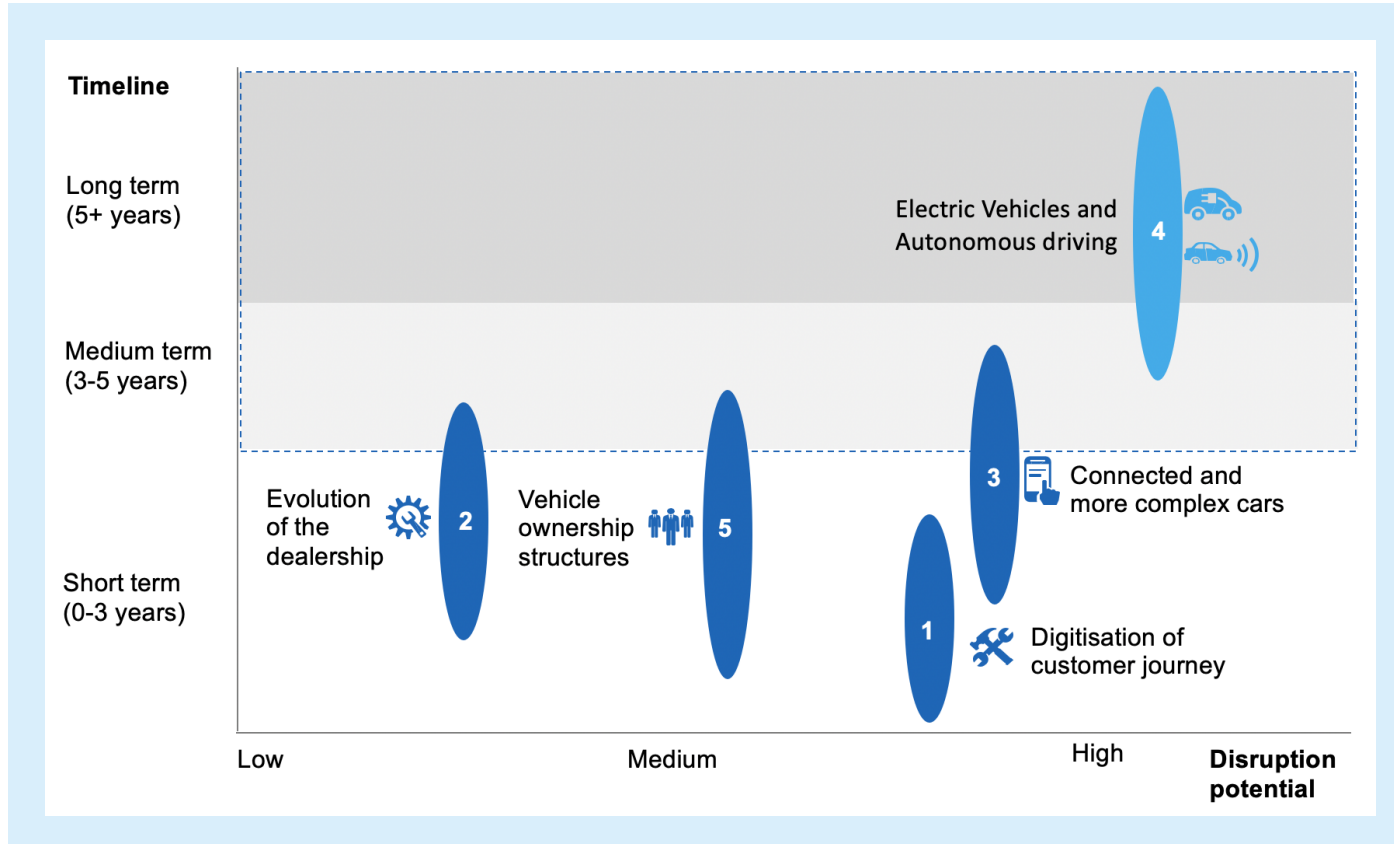 Timeline
Long term
(5+ years)
Electric Vehicles and
Autonomous driving
4
Medium term
(3-5 years)
Evolution
of the
dealership
2
Vehicle
ownership
structures
5
3
Connected and
more complex cars
Short term
(0-3 years)
1
Digitisation of
customer journey
Low
Medium
High
Disruption
potential